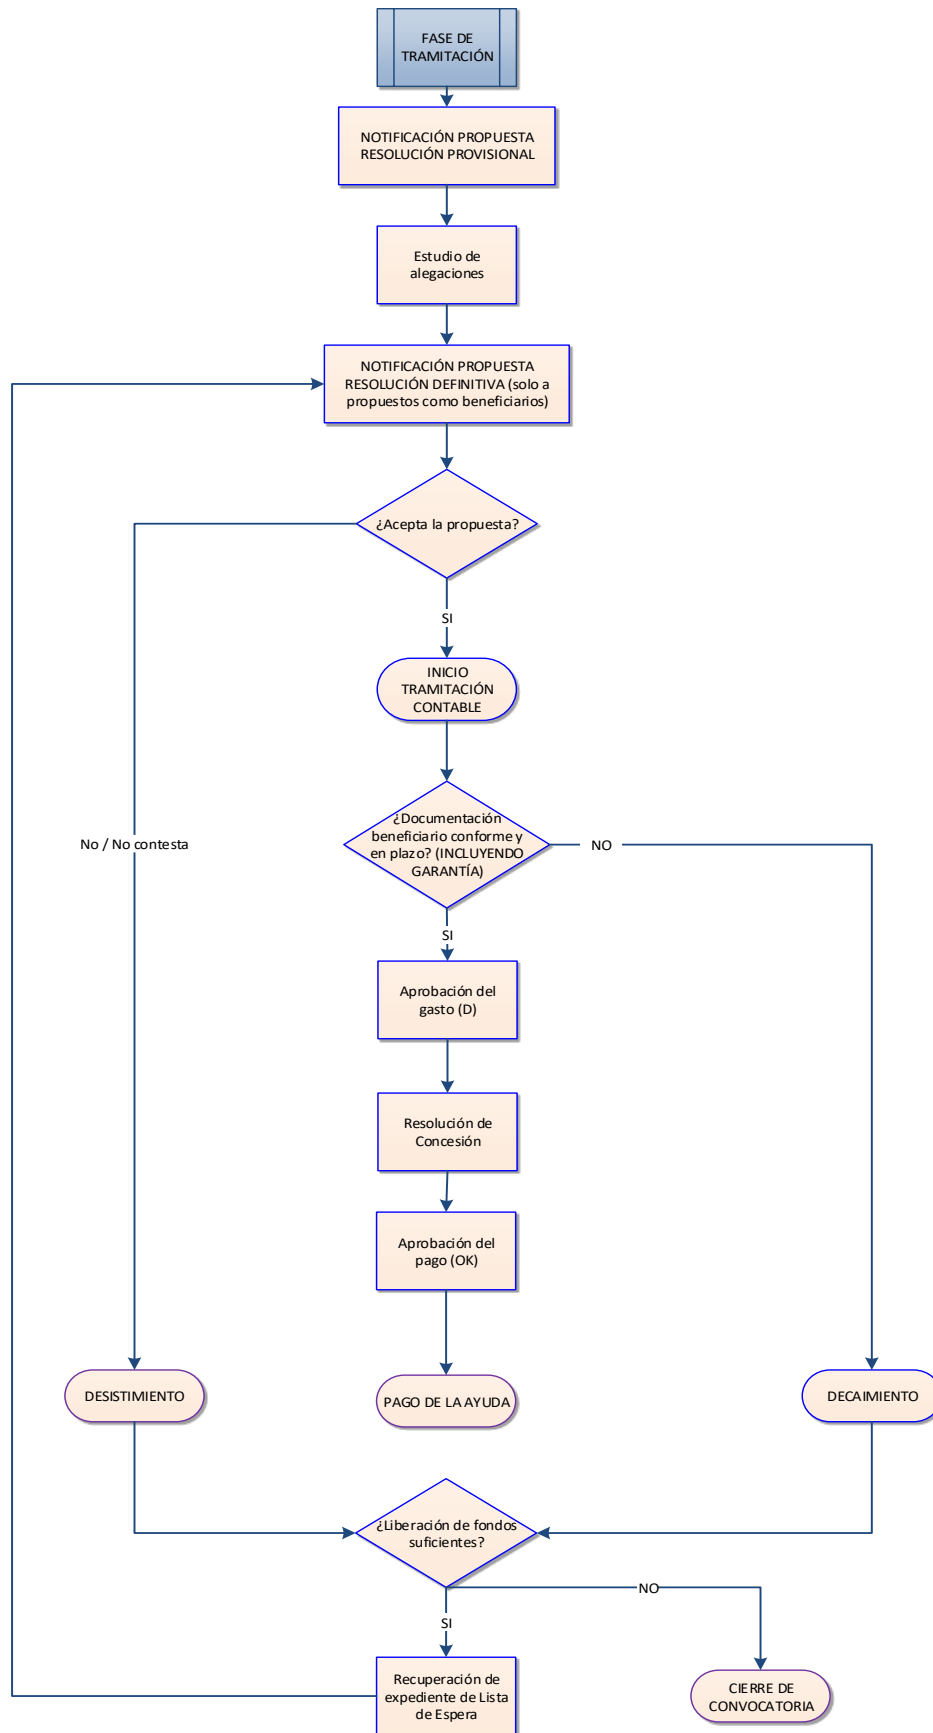 FASE DE
TRAMITACIÓN
NOTIFICACIÓN PROPUESTA
RESOLUCIÓN PROVISIONAL
Estudio de
alegaciones
NOTIFICACIÓN PROPUESTA
RESOLUCIÓN DEFINITIVA (solo a
propuestos como beneficiarios)
¿Acepta la propuesta?
SI
INICIO
TRAMITACIÓN
CONTABLE
¿Documentación
beneficiario conforme y
en plazo? (INCLUYENDO
GARANTÍA)
No / No contesta
NO
SI
Aprobación del
gasto (D)
Resolución de
Concesión
Aprobación del
pago (OK)
DESISTIMIENTO
PAGO DE LA AYUDA
DECAIMIENTO
¿Liberación de fondos
suficientes?
NO
SI
Recuperación de
expediente de Lista
de Espera
CIERRE DE
CONVOCATORIA